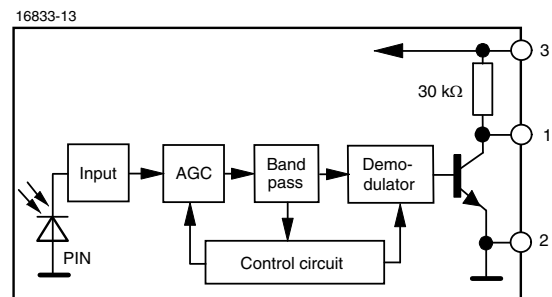 16833-13
3
30 kΩ
1
Input
AGC
Band
pass
Demo-
dulator
2
PIN
Control circuit